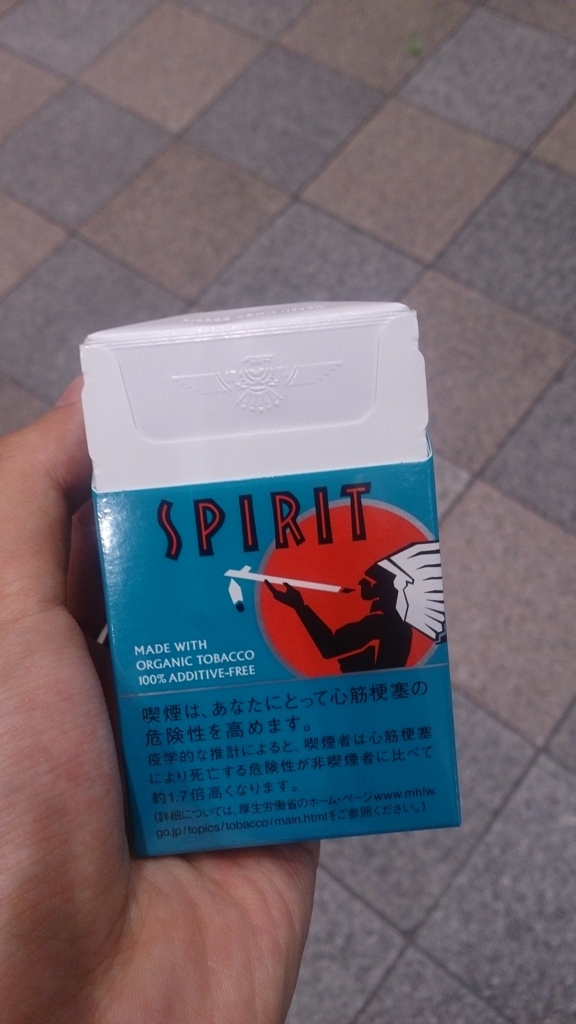 SPIRIT
MADE WITH
ORGANIC TOBACCO
100% ADDITIVE-FREE
喫煙は、あなたにとって心筋梗塞の
危険性を高めます。
疫学的な推計によると、喫煙者は心筋梗塞
により死亡する危険性が非喫煙者に比べて
約1.7倍高くなります。
(詳細については、厚生労働省のホーム・ページwww.mhlw.
go.jp/topics/tobacco/main.htmlをご参照ください。)